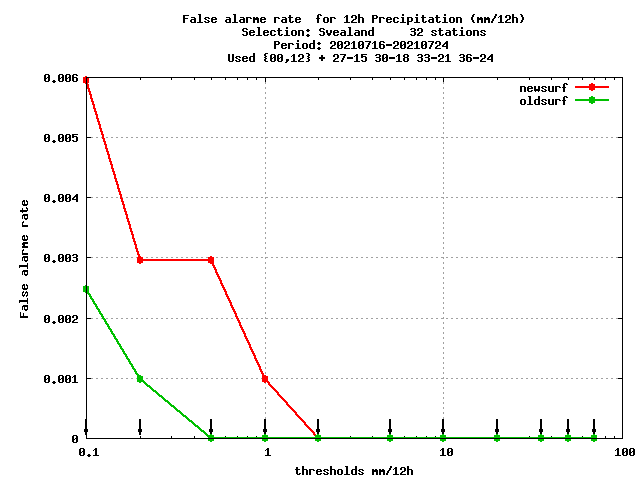 False alarme rate  for 12h Precipitation (mm/12h)
Selection: Svealand     32 stations
Period: 20210716-20210724
Used {00,12} + 27-15 30-18 33-21 36-24
newsurf
oldsurf
0.006
0.005
0.004
0.003
0.002
0.001
0
False alarme rate
0.1 1 10 100
thresholds mm/12h